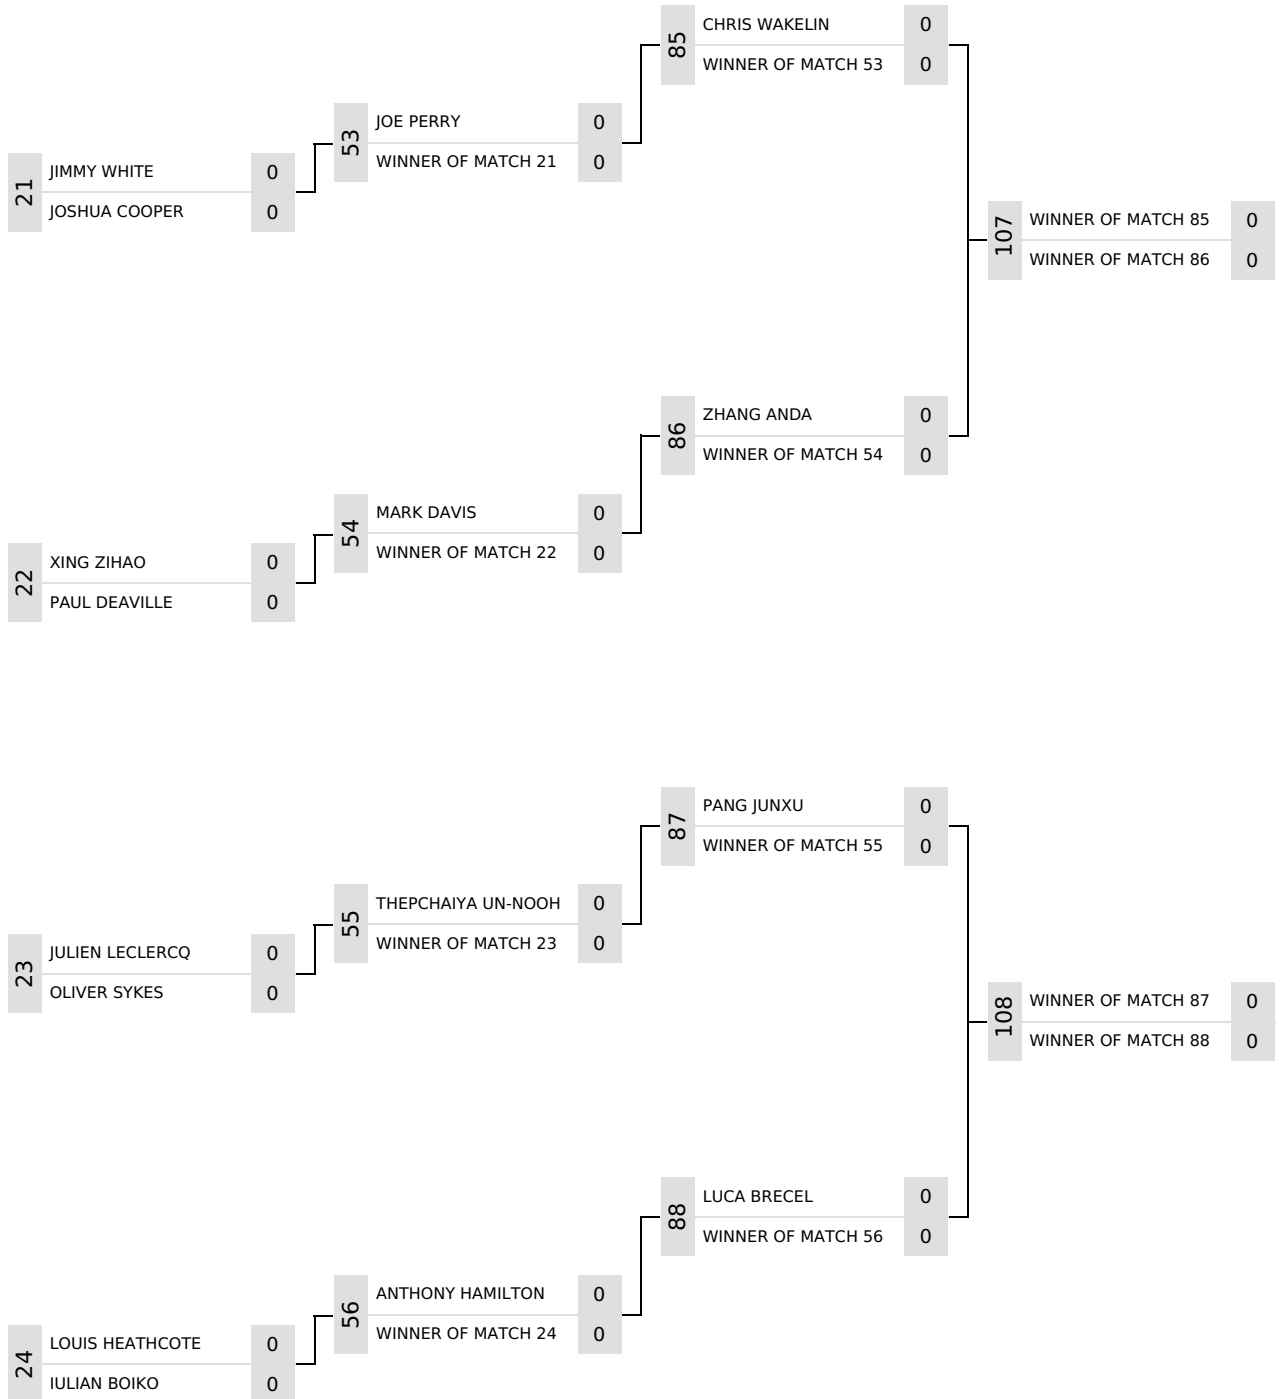 85
CHRIS WAKELIN 0
WINNER OF MATCH 53 0
53
JOE PERRY 0
WINNER OF MATCH 21 0
21
JIMMY WHITE 0
JOSHUA COOPER 0
107
WINNER OF MATCH 85 0
WINNER OF MATCH 86 0
86
ZHANG ANDA 0
WINNER OF MATCH 54 0
54
MARK DAVIS 0
WINNER OF MATCH 22 0
22
XING ZIHAO 0
PAUL DEAVILLE 0
87
PANG JUNXU 0
WINNER OF MATCH 55 0
55
THEPCHAIYA UN-NOOH 0
WINNER OF MATCH 23 0
23
JULIEN LECLERCQ 0
OLIVER SYKES 0
108
WINNER OF MATCH 87 0
WINNER OF MATCH 88 0
88
LUCA BRECEL 0
WINNER OF MATCH 56 0
56
ANTHONY HAMILTON 0
WINNER OF MATCH 24 0
24
LOUIS HEATHCOTE 0
IULIAN BOIKO 0